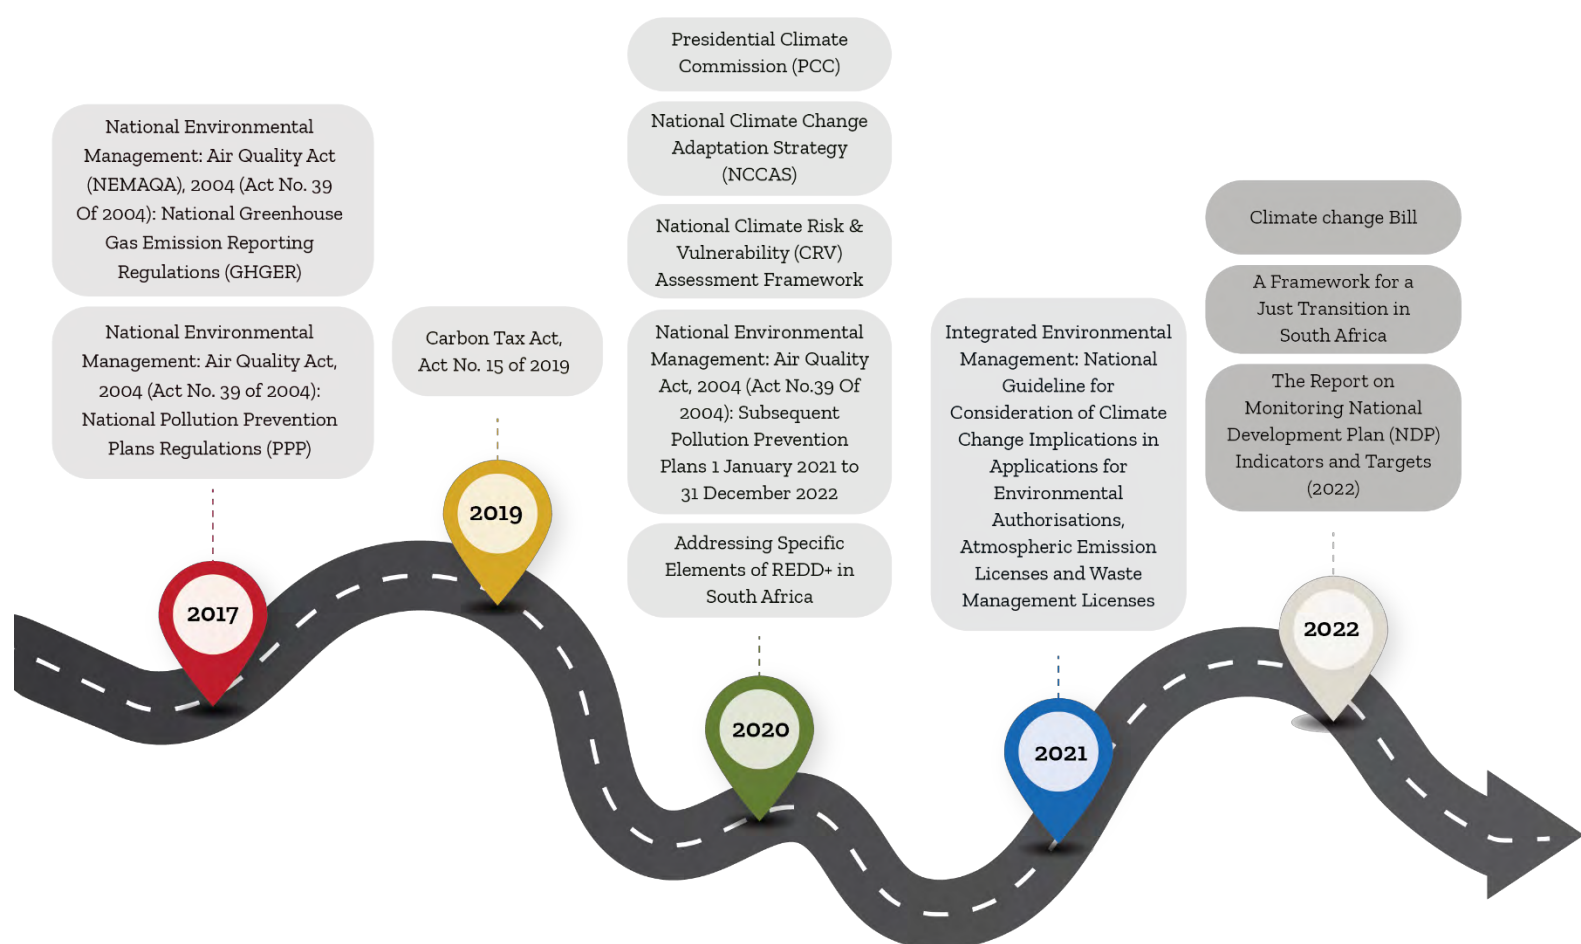 National Environmental
Management: Air Quality Act
(NEMAQA), 2004 (Act No. 39
Of 2004): National Greenhouse
Gas Emission Reporting
Regulations (GHGER)
National Environmental
Management: Air Quality Act,
2004 (Act No. 39 of 2004):
National Pollution Prevention
Plans Regulations (PPP)
2017
Carbon Tax Act,
Act No. 15 of 2019
2019
Presidential Climate
Commission (PCC)
National Climate Change
Adaptation Strategy
(NCCAS)
National Climate Risk &
Vulnerability (CRV)
Assessment Framework
National Environmental
Management: Air Quality
Act, 2004 (Act No.39 Of
2004): Subsequent
Pollution Prevention
Plans 1 January 2021 to
31 December 2022
Addressing Specific
Elements of REDD+ in
South Africa
2020
Integrated Environmental
Management: National
Guideline for
Consideration of Climate
Change Implications in
Applications for
Environmental
Authorisations,
Atmospheric Emission
Licenses and Waste
Management Licenses
2021
Climate change Bill
A Framework for a
Just Transition in
South Africa
The Report on
Monitoring National
Development Plan (NDP)
Indicators and Targets
(2022)
2022